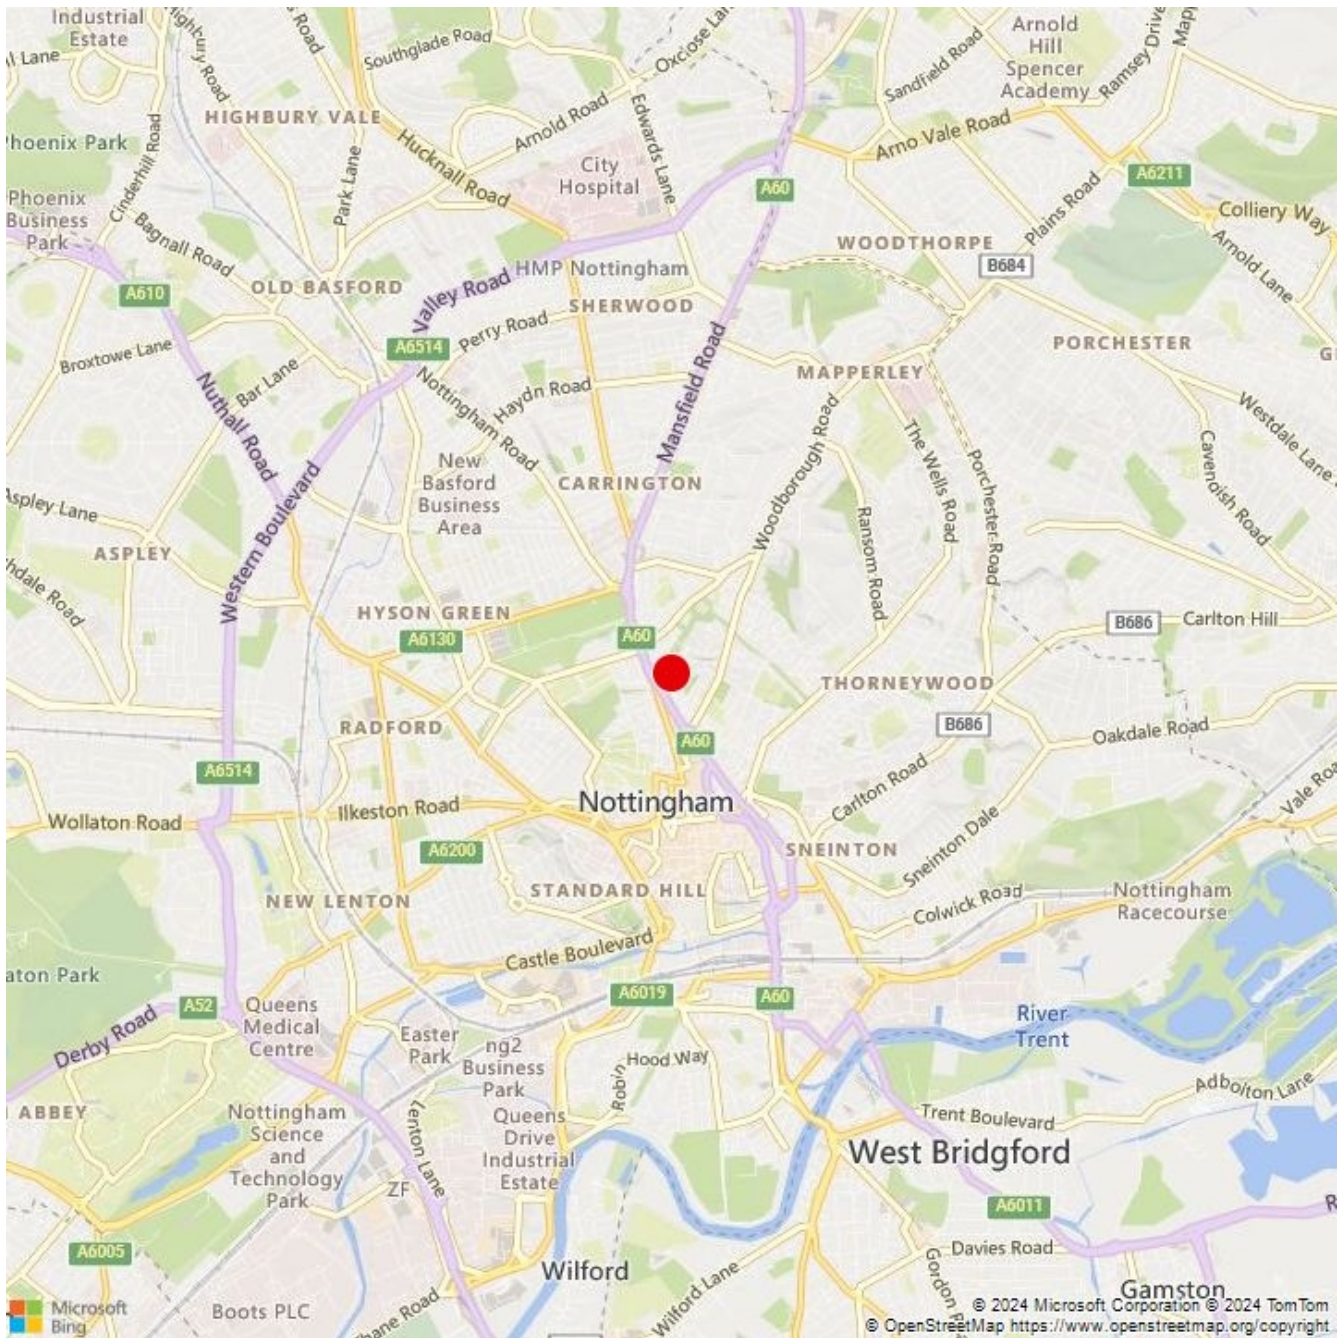 Industrial
Estate
Highbury Road
Southglade Road
Oxclose
Edwards Lane
Arnold
Hill
Spencer
Academy
Sandfield Road
Ramsey Drive
HIGHBURY VALE
Phoenix Park
Cinderhill Road
Park Lane
Hucknall Road
Arnold Road
City
Hospital
Arno Vale Road
A60
A6211
Phoenix
Business
Park
Bagnall Road
Colliery Way
Plains Road
Arnold Lane
WOODTHORPE
B684
A610
OLD BASFORD
Valley Road
HMP Nottingham
SHERWOOD
Broxtowe Lane
A6514
Perry Road
PORCHESTER
Nuthall Road
Bar Lane
Nottingham Road
Haydn Road
Mansfield Road
MAPPERLEY
Westdale Lane
New
Basford
Business
Area
CARRINGTON
Woodborough Road
The Wells Road
Porchester Road
Cavendish Road
Aspley Lane
ASPLEY
Western Boulevard
Ransom Road
HYSON GREEN
A6130
A60
B686
Carlton Hill
THORNEYWOOD
B686
RADFORD
A60
Oakdale Road
A6514
Carlton Road
Wollaton Road
Ilkeston Road
Nottingham
A6200
SNEINTON
Sneinton Dale
NEW LENTON
STANDARD HILL
Colwick Road
Nottingham
Racecourse
Castle Boulevard
A52
Queens
Medical
Centre
A6019
A60
River
Trent
Derby Road
Easter
Park
ng2
Business
Park
Robin Hood Way
Adbolton Lane
ABBEY
Nottingham
Science
and
Technology
Park
Lenton Lane
Queens
Drive
Industrial
Estate
Trent Boulevard
West Bridgford
ZF
A6011
A6005
Wilford
Davies Road
Wilford Lane
Gamston
Boots PLC
Microsoft
Bing
© 2024 Microsoft Corporation © 2024 TomTom
© OpenStreetMap https://www.openstreetmap.org/copyright